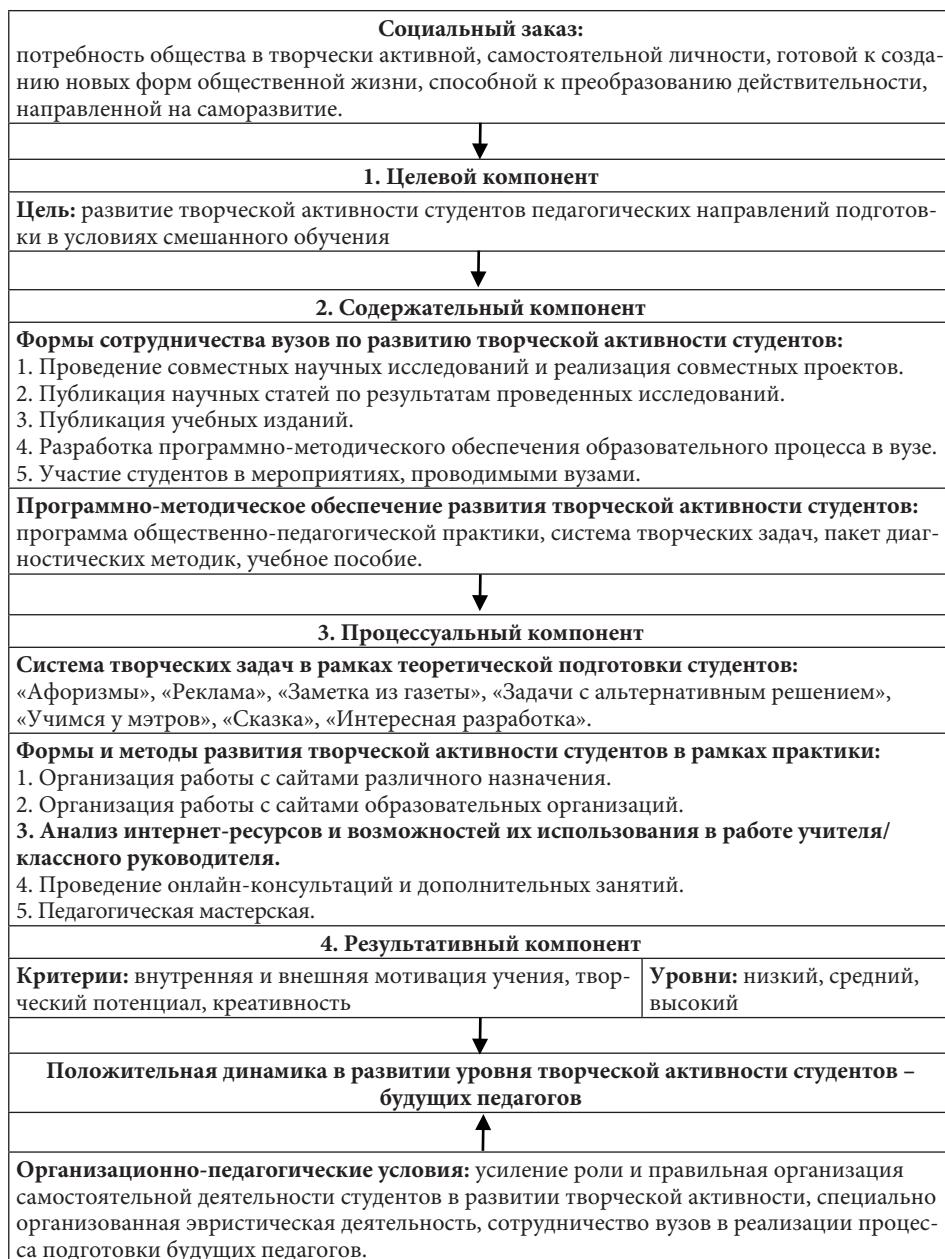 Социальный заказ:
потребность общества в творчески активной, самостоятельной личности, готовой к созда-
нию новых форм общественной жизни, способной к преобразованию действительности,
направленной на саморазвитие.
1. Целевой компонент
Цель: развитие творческой активности студентов педагогических направлений подготов-
ки в условиях смешанного обучения
2. Содержательный компонент
Формы сотрудничества вузов по развитию творческой активности студентов:
1. Проведение совместных научных исследований и реализация совместных проектов.
2. Публикация научных статей по результатам проведенных исследований.
3. Публикация учебных изданий.
4. Разработка программно-методического обеспечения образовательного процесса в вузе.
5. Участие студентов в мероприятиях, проводимыми вузами.
Программно-методическое обеспечение развития творческой активности студентов:
программа общественно-педагогической практики, система творческих задач, пакет диаг-
ностических методик, учебное пособие.
3. Процессуальный компонент
Система творческих задач в рамках теоретической подготовки студентов:
«Афоризмы», «Реклама», «Заметка из газеты», «Задачи с альтернативным решением»,
«Учимся у мэтров», «Сказка», «Интересная разработка».
Формы и методы развития творческой активности студентов в рамках практики:
1. Организация работы с сайтами различного назначения.
2. Организация работы с сайтами образовательных организаций.
3. Анализ интернет-ресурсов и возможностей их использования в работе учителя/
классного руководителя.
4. Проведение онлайн-консультаций и дополнительных занятий.
5. Педагогическая мастерская.
4. Результативный компонент
Критерии: внутренняя и внешняя мотивация учения, твор-
ческий потенциал, креативность
Уровни: низкий, средний,
высокий
Положительная динамика в развитии уровня творческой активности студентов –
будущих педагогов
Организационно-педагогические условия: усиление роли и правильная организация
самостоятельной деятельности студентов в развитии творческой активности, специально
организованная эвристическая деятельность, сотрудничество вузов в реализации процес-
са подготовки будущих педагогов.